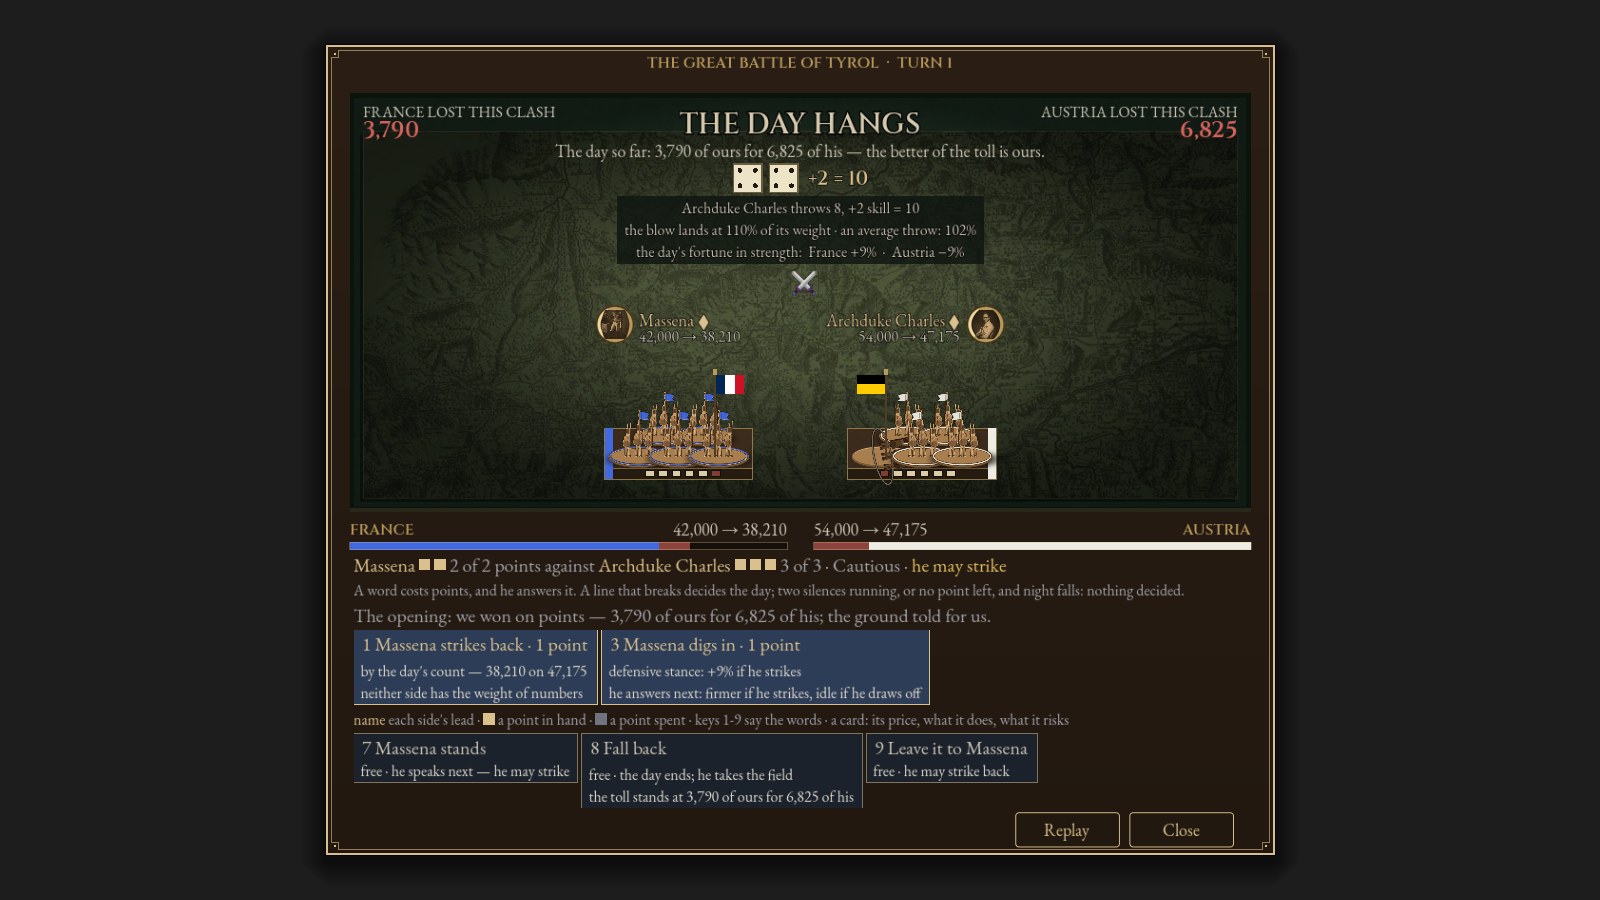 THE GREAT BATTLE OF TYROL · TURN 1
FRANCE LOST THIS CLASH
3,790
THE DAY HANGS
AUSTRIA LOST THIS CLASH
6,825
The day so far: 3,790 of ours for 6,825 of his — the better of the toll is ours.
+2 = 10
Archduke Charles throws 8, +2 skill = 10
the blow lands at 110% of its weight · an average throw: 102%
the day's fortune in strength: France +9% · Austria −9%
Massena
42,000 → 38,210
Archduke Charles
54,000 → 47,175
FRANCE
42,000 → 38,210
54,000 → 47,175
AUSTRIA
Massena 2 of 2 points against Archduke Charles 3 of 3 · Cautious · he may strike
A word costs points, and he answers it. A line that breaks decides the day; two silences running, or no point left, and night falls: nothing decided.
The opening: we won on points — 3,790 of ours for 6,825 of his; the ground told for us.
1 Massena strikes back · 1 point
by the day's count — 38,210 on 47,175
neither side has the weight of numbers
3 Massena digs in · 1 point
defensive stance: +9% if he strikes
he answers next: firmer if he strikes, idle if he draws off
name each side's lead · a point in hand · a point spent · keys 1-9 say the words · a card: its price, what it does, what it risks
7 Massena stands
free · he speaks next — he may strike
8 Fall back
free · the day ends; he takes the field
the toll stands at 3,790 of ours for 6,825 of his
9 Leave it to Massena
free · he may strike back
Replay
Close